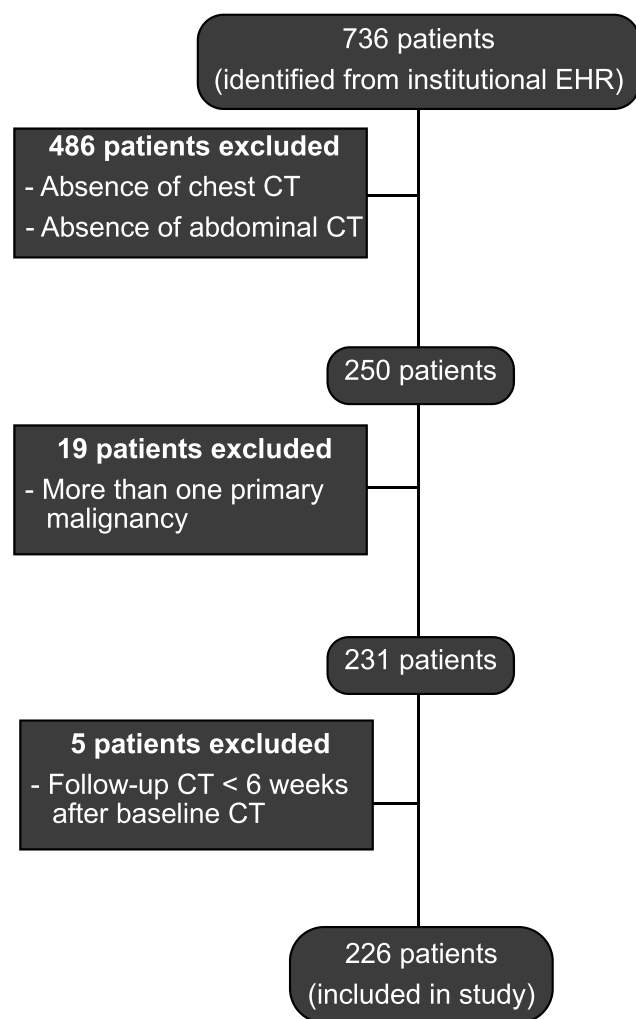 736 patients
(identified from institutional EHR)
486 patients excluded
- Absence of chest CT
- Absence of abdominal CT
250 patients
19 patients excluded
- More than one primary
malignancy
231 patients
5 patients excluded
- Follow-up CT < 6 weeks
after baseline CT
226 patients
(included in study)